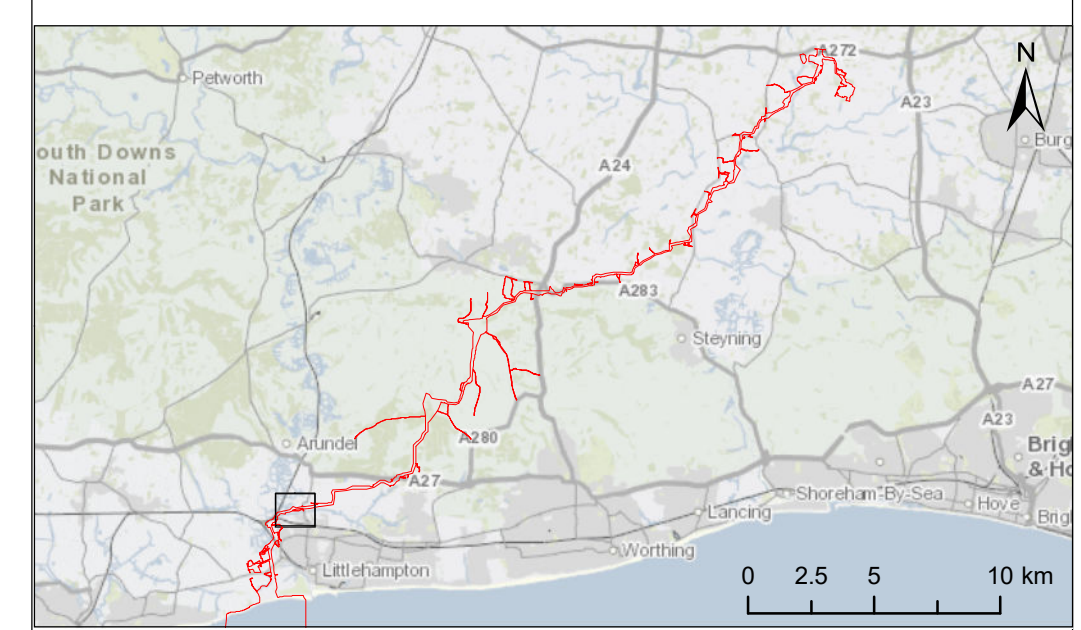 A272
N
Petworth
A23
Burg
outh Downs
National
Park
A24
A283
Steyning
A27
A23
Arundel
A280
Brig
& Ho
A27
Shoreham-By-Sea
Hove
Lancing
Brig
Worthing
Littlehampton
0 2.5 5 10 km